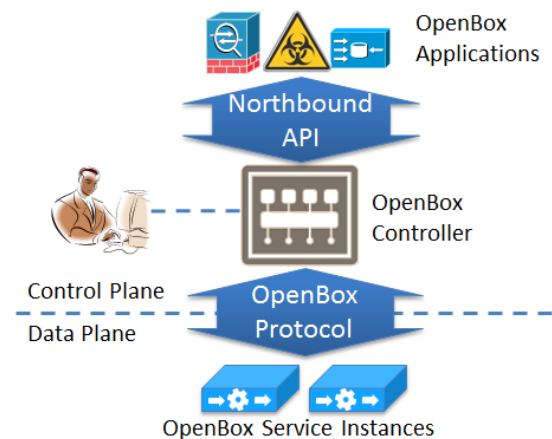 OpenBox
Applications
Northbound
API
OpenBox
Controller
Control Plane
OpenBox
Protocol
Data Plane
OpenBox Service Instances